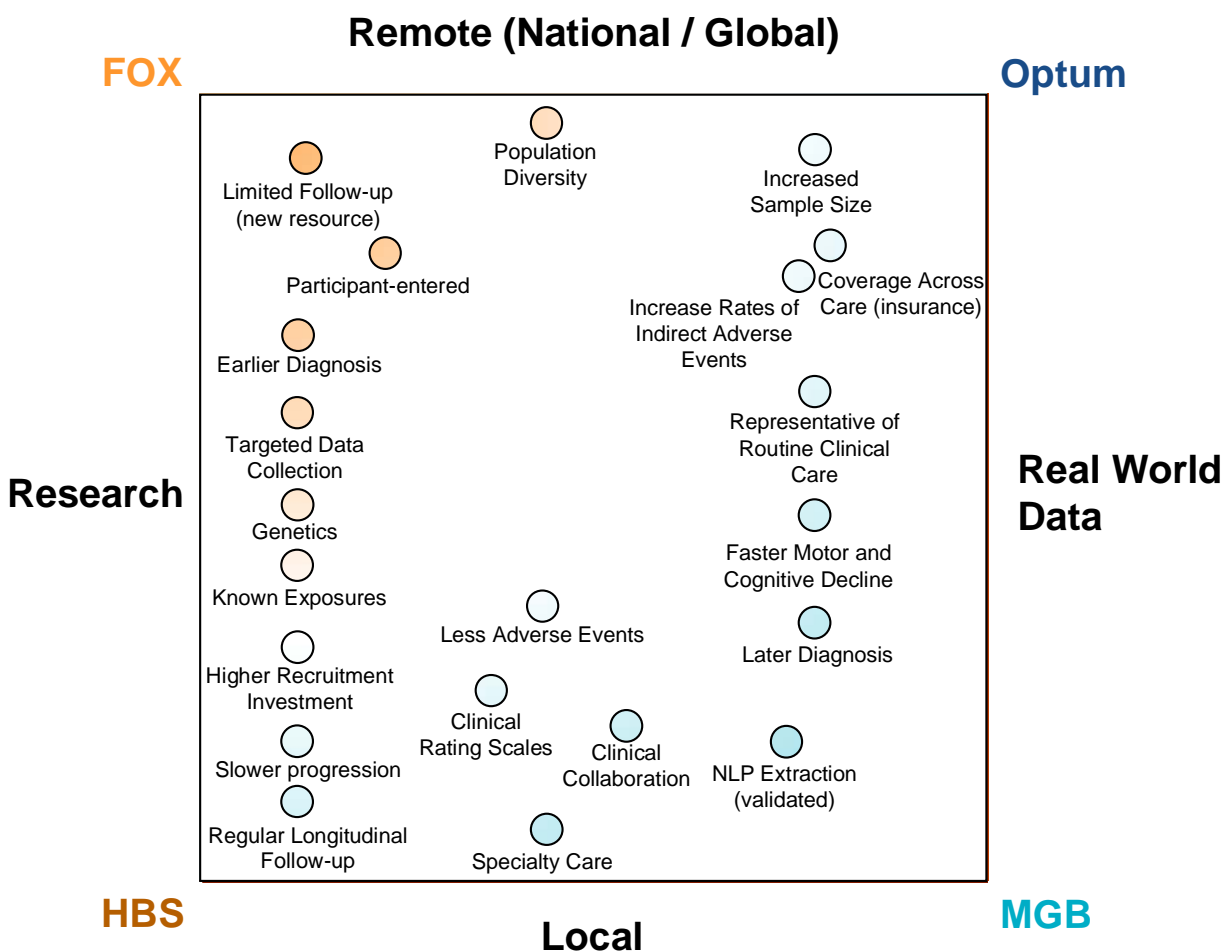 Remote (National / Global)
FOX
Optum
Population
Diversity
Limited Follow-up
(new resource)
Increased
Sample Size
Participant-entered
Coverage Across
Care (insurance)
Increase Rates of
Indirect Adverse
Events
Earlier Diagnosis
Representative of
Routine Clinical
Care
Targeted Data
Collection
Research
Real World
Data
Genetics
Faster Motor and
Cognitive Decline
Known Exposures
Less Adverse Events
Later Diagnosis
Higher Recruitment
Investment
Clinical
Rating Scales
Clinical
Collaboration
Slower progression
NLP Extraction
(validated)
Regular Longitudinal
Follow-up
Specialty Care
HBS
MGB
Local